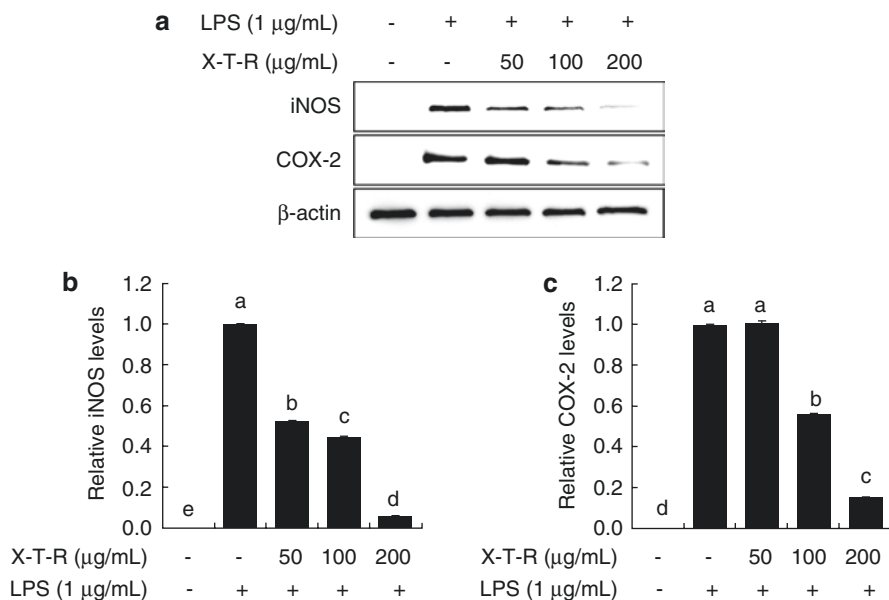 a LPS (1 μg/mL) - + + + +
X-T-R (μg/mL) - - 50 100 200
iNOS
COX-2
β-actin
b
Relative iNOS levels
1.2
1.0
0.8
0.6
0.4
0.2
0.0
e a b c d
X-T-R (μg/mL) - - 50 100 200
LPS (1 μg/mL) - + + + +
c
Relative COX-2 levels
1.2
1.0
0.8
0.6
0.4
0.2
0.0
d a a b c
X-T-R (μg/mL) - - 50 100 200
LPS (1 μg/mL) - + + + +